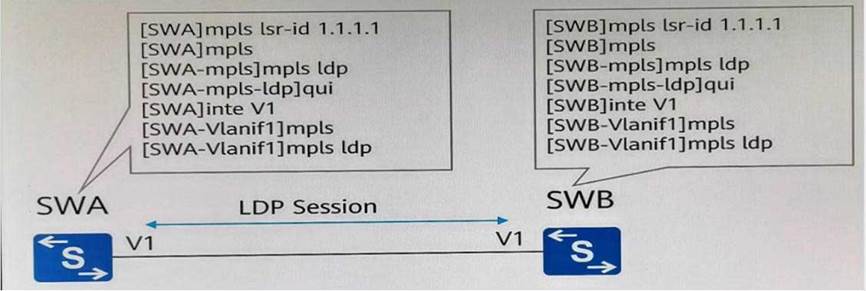 [SWA]mpls lsr-id 1.1.1.1
[SWA]mpls
[SWA-mpls]mpls ldp
[SWA-mpls-ldp]qui
[SWA]inte V1
[SWA-Vlanif1]mpls
[SWA-Vlanif1]mpls ldp
[SWB]mpls lsr-id 1.1.1.1
[SWB]mpls
[SWB-mpls]mpls ldp
[SWB-mpls-ldp]qui
[SWB]inte V1
[SWB-Vlanif1]mpls
[SWB-Vlanif1]mpls ldp
SWA
LDP Session
SWB
V1
V1
S
S